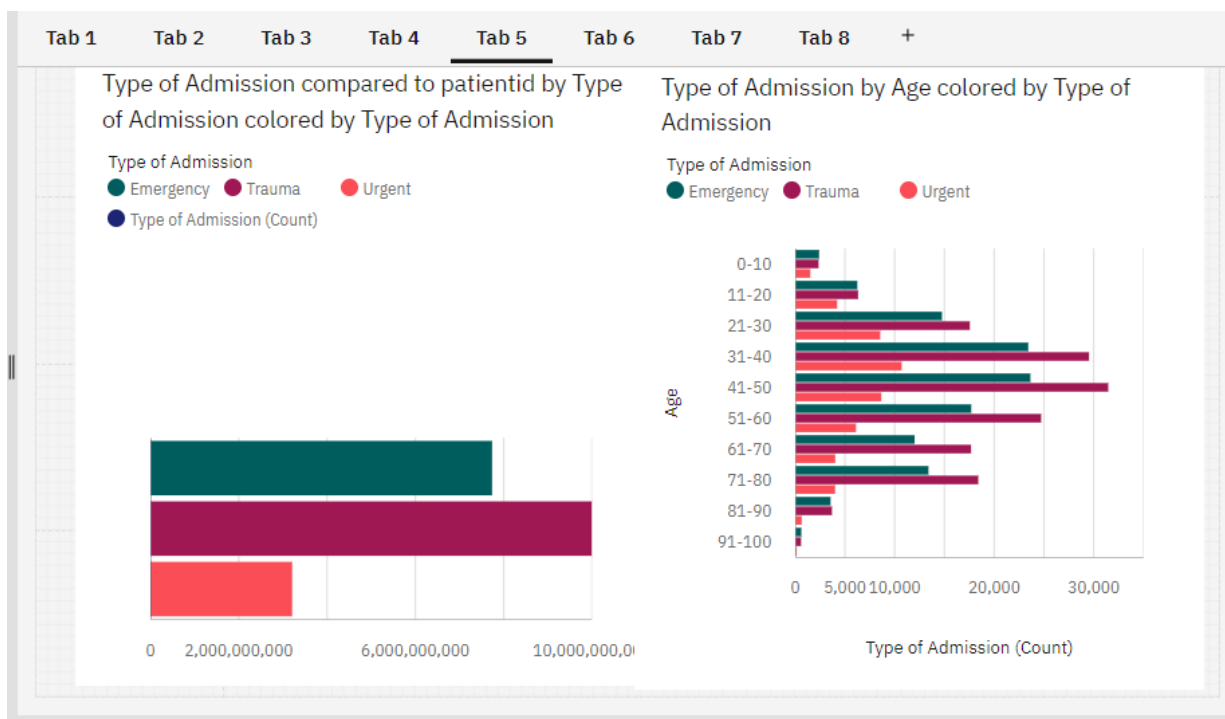 Tab 1 Tab 2 Tab 3 Tab 4 Tab 5 Tab 6 Tab 7 Tab 8 +
Type of Admission compared to patientid by Type
of Admission colored by Type of Admission
Type of Admission
Emergency Trauma Urgent
Type of Admission (Count)
0 2,000,000,000 6,000,000,000 10,000,000,0
Type of Admission by Age colored by Type of
Admission
Type of Admission
Emergency Trauma Urgent
Age
0-10
11-20
21-30
31-40
41-50
51-60
61-70
71-80
81-90
91-100
0 5,000 10,000 20,000 30,000
Type of Admission (Count)